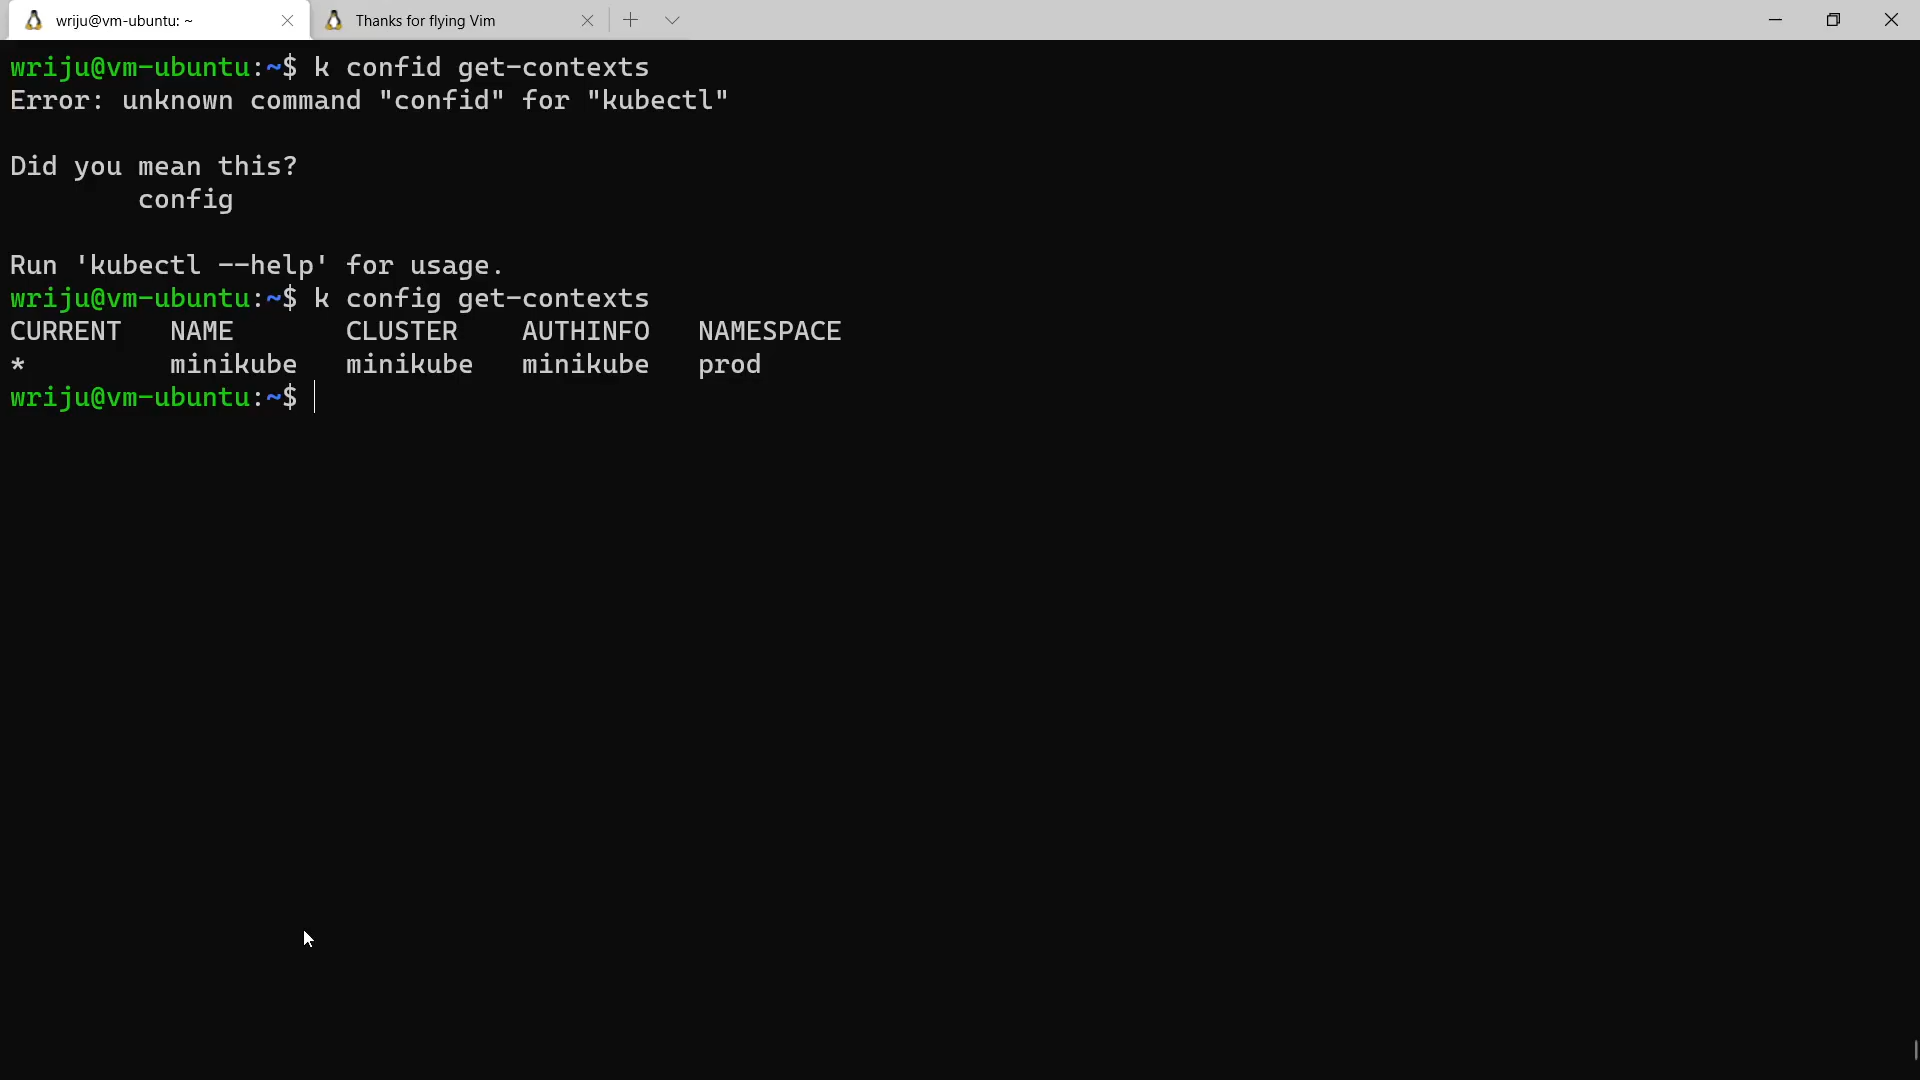 wriju@vm-ubuntu: ~
Thanks for flying Vim
wriju@vm-ubuntu:~$ k confid get-contexts
Error: unknown command "confid" for "kubectl"
Did you mean this?
config
Run 'kubectl --help' for usage.
wriju@vm-ubuntu:~$ k config get-contexts
CURRENT   NAME       CLUSTER    AUTHINFO   NAMESPACE
*         minikube   minikube   minikube   prod
wriju@vm-ubuntu:~$